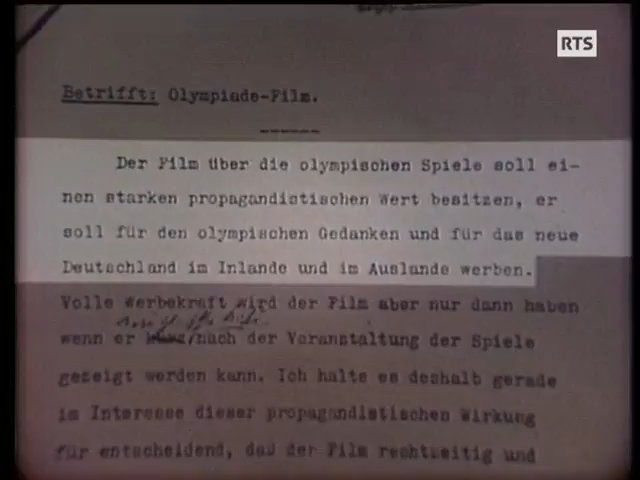 RTS
Betrifft: Olympiade-Film.
Der Film über die olympischen Spiele soll ei-
nen starken propagandistischen Wert besitzen, er
soll für den olympischen Gedanken und für das neue
Deutschland im Inlande und im Auslande werben.
Volle Werbekraft wird der Film aber nur dann haben
wenn er nach der Veranstaltung der Spiele
gezeigt werden kann. Ich halte es deshalb gerade
im Interesse dieser propagandistischen Wirkung
für entscheidend, daß der Film rechtzeitig und